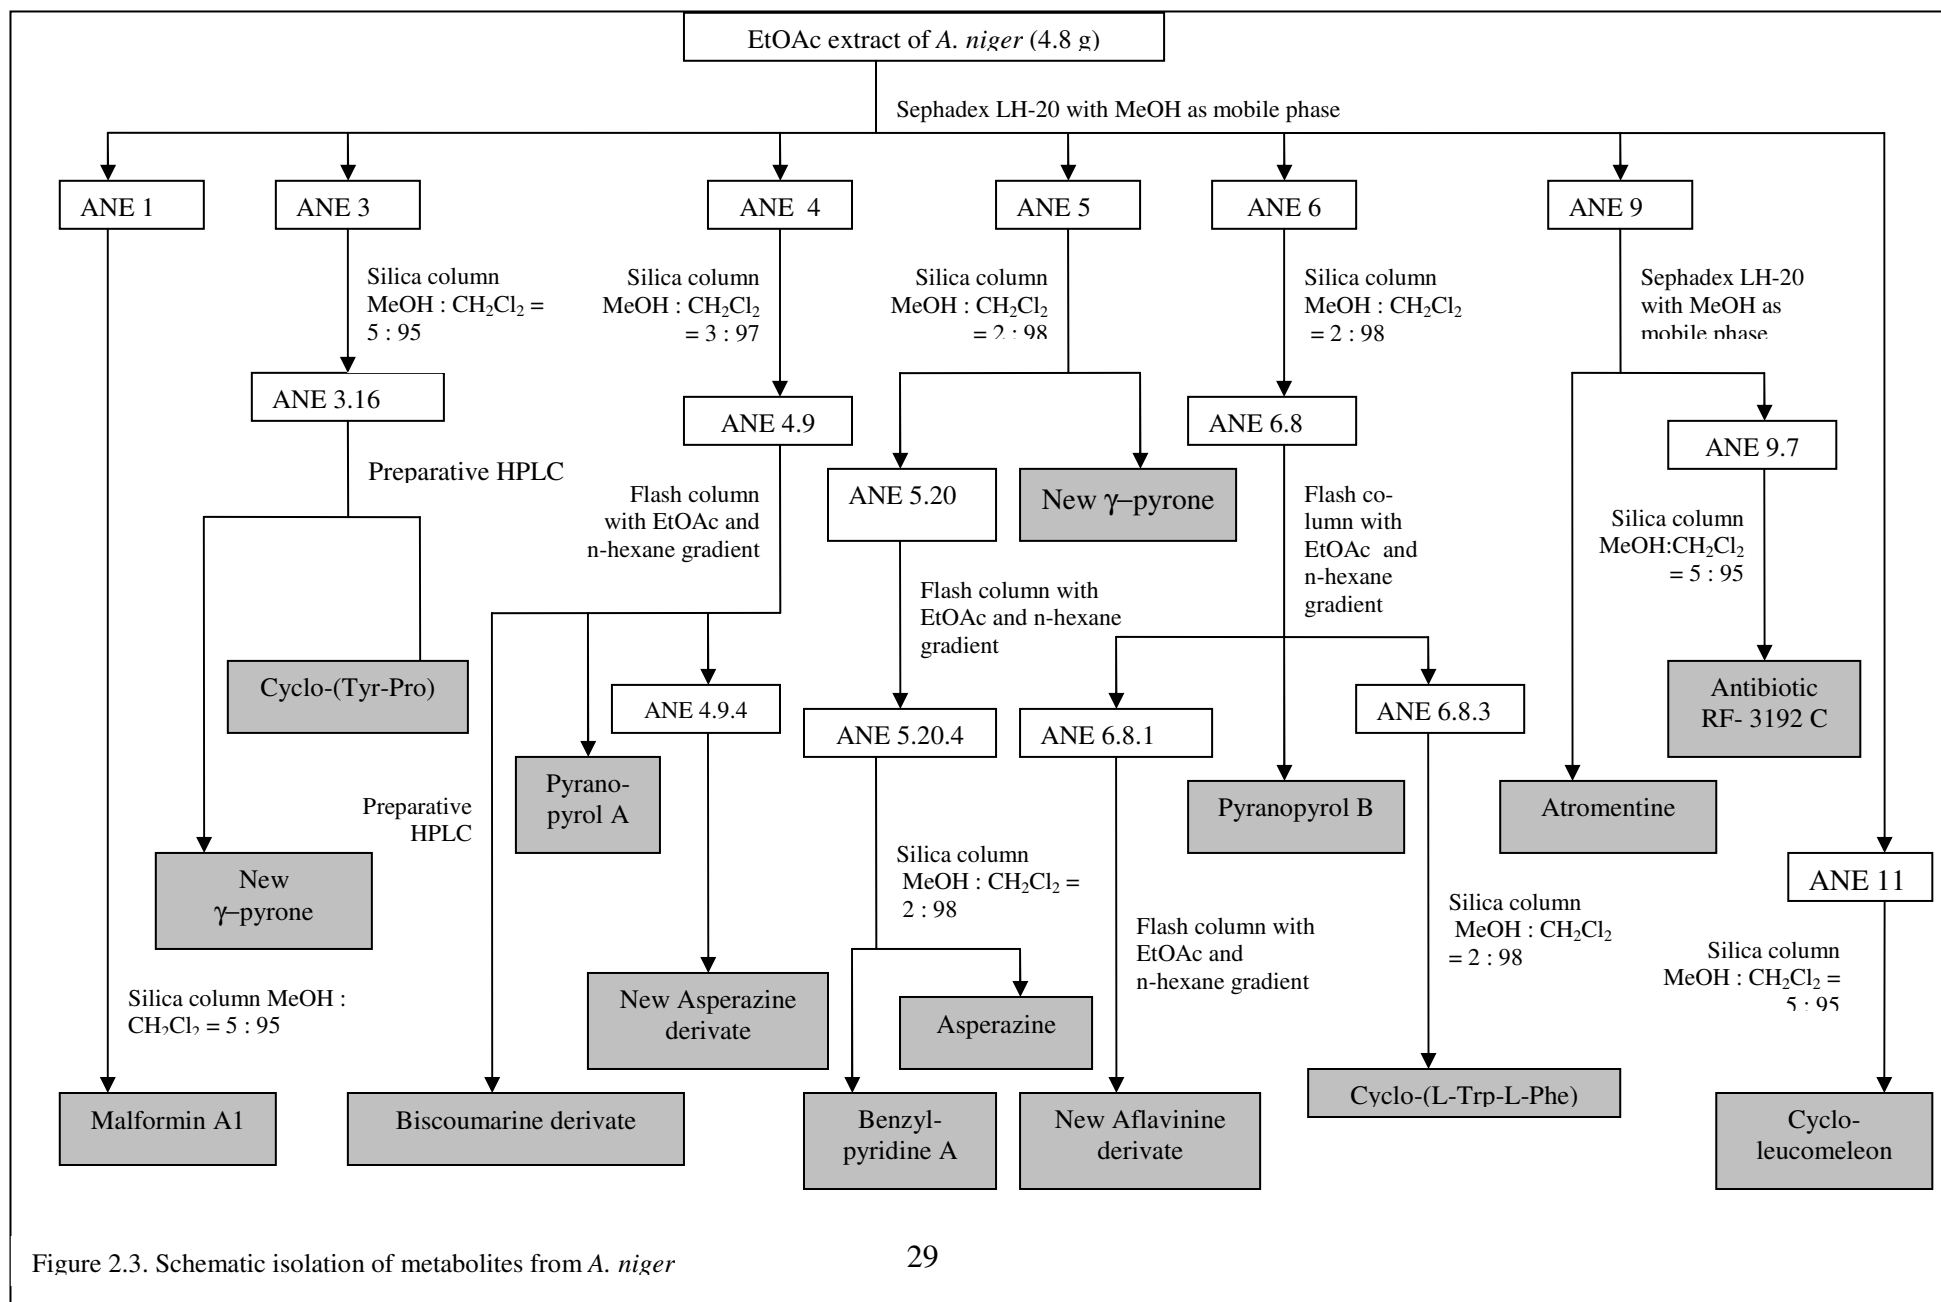 EtOAc extract of A. niger (4.8 g)
Sephadex LH-20 with MeOH as mobile phase
ANE 1
ANE 3
ANE 4
ANE 5
ANE 6
ANE 9
Silica column
MeOH : CH₂Cl₂ =
5 : 95
Silica column
MeOH : CH₂Cl₂
= 3 : 97
Silica column
MeOH : CH₂Cl₂
= 2 : 98
Silica column
MeOH : CH₂Cl₂
= 2 : 98
Sephadex LH-20
with MeOH as
mobile phase
ANE 3.16
ANE 4.9
ANE 6.8
ANE 9.7
Preparative HPLC
Flash column
with EtOAc and
n-hexane gradient
ANE 5.20
New γ–pyrone
Flash co-
lumn with
EtOAc and
n-hexane
gradient
Silica column
MeOH:CH₂Cl₂
= 5 : 95
Flash column with
EtOAc and n-hexane
gradient
Cyclo-(Tyr-Pro)
ANE 4.9.4
ANE 5.20.4
ANE 6.8.1
ANE 6.8.3
Antibiotic
RF- 3192 C
Preparative
HPLC
Pyrano-
pyrol A
Pyranopyrol B
Atromentine
New
γ–pyrone
Silica column
MeOH : CH₂Cl₂ =
2 : 98
ANE 11
Flash column with
EtOAc and
n-hexane gradient
Silica column
MeOH : CH₂Cl₂
= 2 : 98
Silica column
MeOH : CH₂Cl₂ =
5 : 95
Silica column MeOH :
CH₂Cl₂ = 5 : 95
New Asperazine
derivate
Asperazine
Malformin A1
Biscoumarine derivate
Benzyl-
pyridine A
New Aflavinine
derivate
Cyclo-(L-Trp-L-Phe)
Cyclo-
leucomeleon
Figure 2.3. Schematic isolation of metabolites from A. niger
29